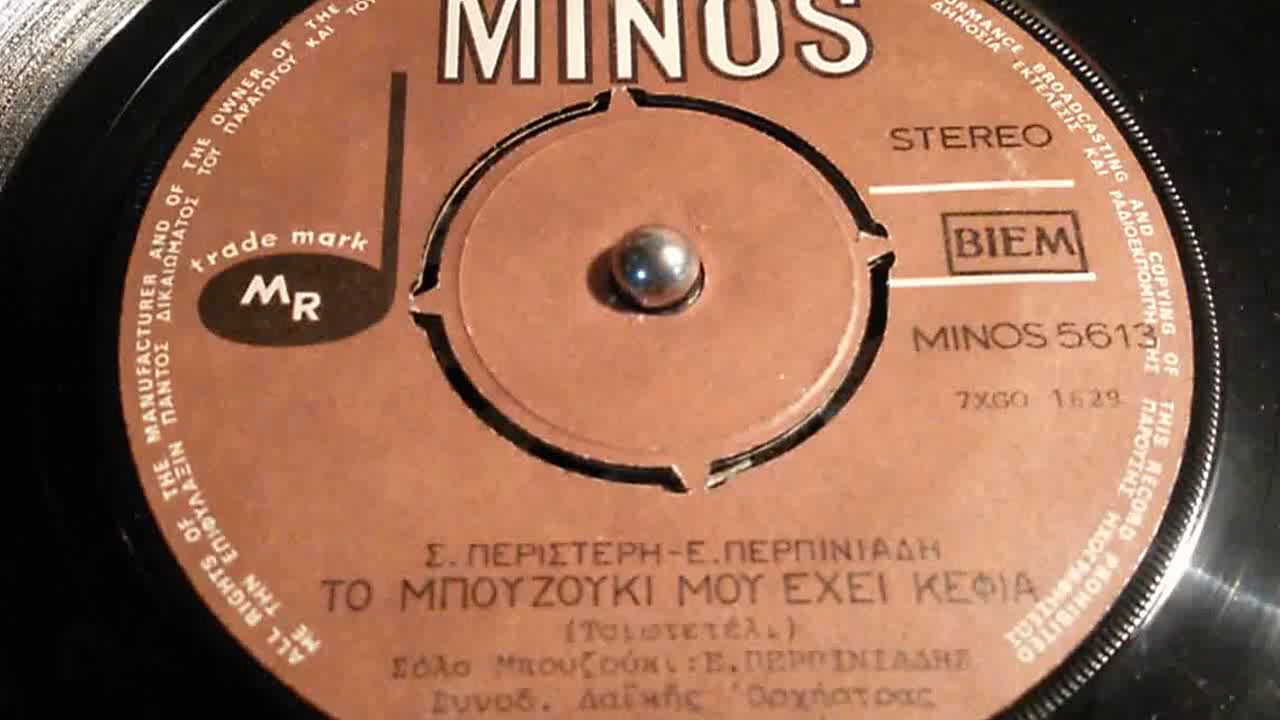 MINOS
STEREO
BIEM
MINOS 5613
7XGO 1629
trade mark
MR
Σ. ΠΕΡΙΣΤΕΡΗ-Ε.ΠΕΡΠΙΝΙΑΔΗ
ΤΟ ΜΠΟΥΖΟΥΚΙ ΜΟΥ ΕΧΕΙ ΚΕΦΙΑ
(Τσιφτετέλι)
Σόλο Μπουζούκι:Ε.ΠΕΡΠΙΝΙΑΔΗΣ
Συνοδ. Λαϊκής Ὀρχήστρας
ALL RIGHTS OF THE MANUFACTURER AND OF THE OWNER OF THE
ΜΕ ΤΗΝ ΕΠΙΦΥΛΑΞΙΝ ΠΑΝΤΟΣ ΔΙΚΑΙΩΜΑΤΟΣ ΤΟΥ ΠΑΡΑΓΩΓΟΥ ΚΑΙ ΤΟΥ
BROADCASTING AND COPYING OF THIS RECORD PROHIBITED
ΔΗΜΟΣΙΑ ΕΚΤΕΛΕΣΙΣ ΚΑΙ ΡΑΔΙΟΕΚΠΟΜΠΗ ΤΗΣ ΠΑΡΟΥΣΗΣ ΗΧΟΓΡΑΦΗΣΕΩΣ